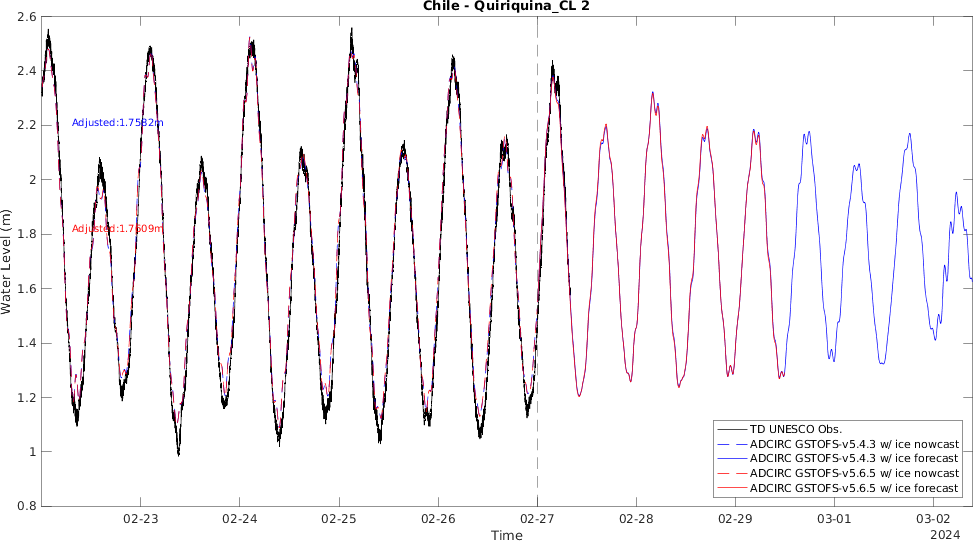 Chile - Quiriquina_CL 2
2.6
2.4
2.2
2
1.8
1.6
1.4
1.2
1
0.8
Water Level (m)
Adjusted:1.7582m
Adjusted:1.7609m
TD UNESCO Obs.
ADCIRC GSTOFS-v5.4.3 w/ ice nowcast
ADCIRC GSTOFS-v5.4.3 w/ ice forecast
ADCIRC GSTOFS-v5.6.5 w/ ice nowcast
ADCIRC GSTOFS-v5.6.5 w/ ice forecast
02-23 02-24 02-25 02-26 02-27 02-28 02-29 03-01 03-02
Time
2024